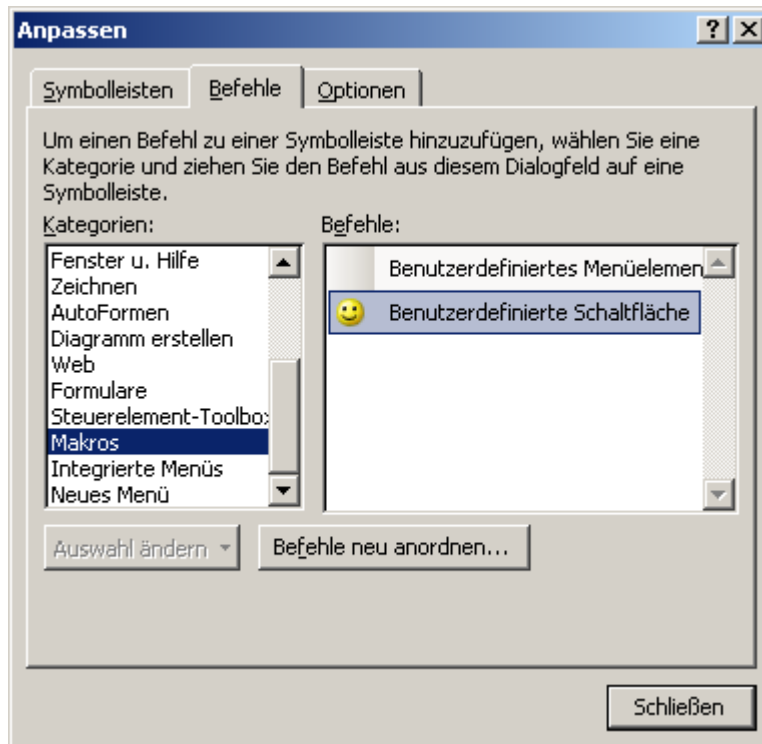 Anpassen
Symbolleisten Befehle Optionen
Um einen Befehl zu einer Symbolleiste hinzuzufügen, wählen Sie eine
Kategorie und ziehen Sie den Befehl aus diesem Dialogfeld auf eine
Symbolleiste.
Kategorien:
Fenster u. Hilfe
Zeichnen
AutoFormen
Diagramm erstellen
Web
Formulare
Steuerelement-Toolbox
Makros
Integrierte Menüs
Neues Menü
Befehle:
Benutzerdefiniertes Menüelemen
Benutzerdefinierte Schaltfläche
Auswahl ändern
Befehle neu anordnen...
Schließen